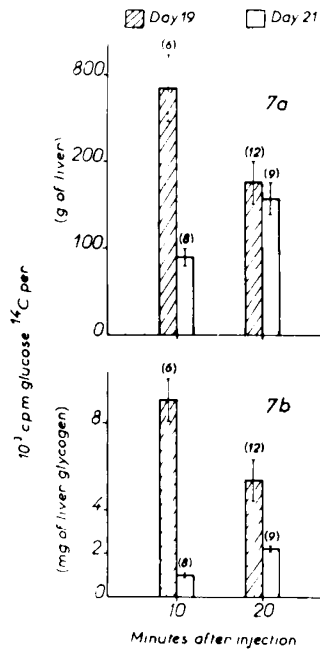 Day 19 Day 21
7a
(6)
(8)
(12)
(9)
800
200
100
0
(g of liver)
10³ cpm glucose ¹⁴C per
7b
(6)
(8)
(12)
(9)
8
4
2
0
(mg of liver glycogen)
10 20
Minutes after injection